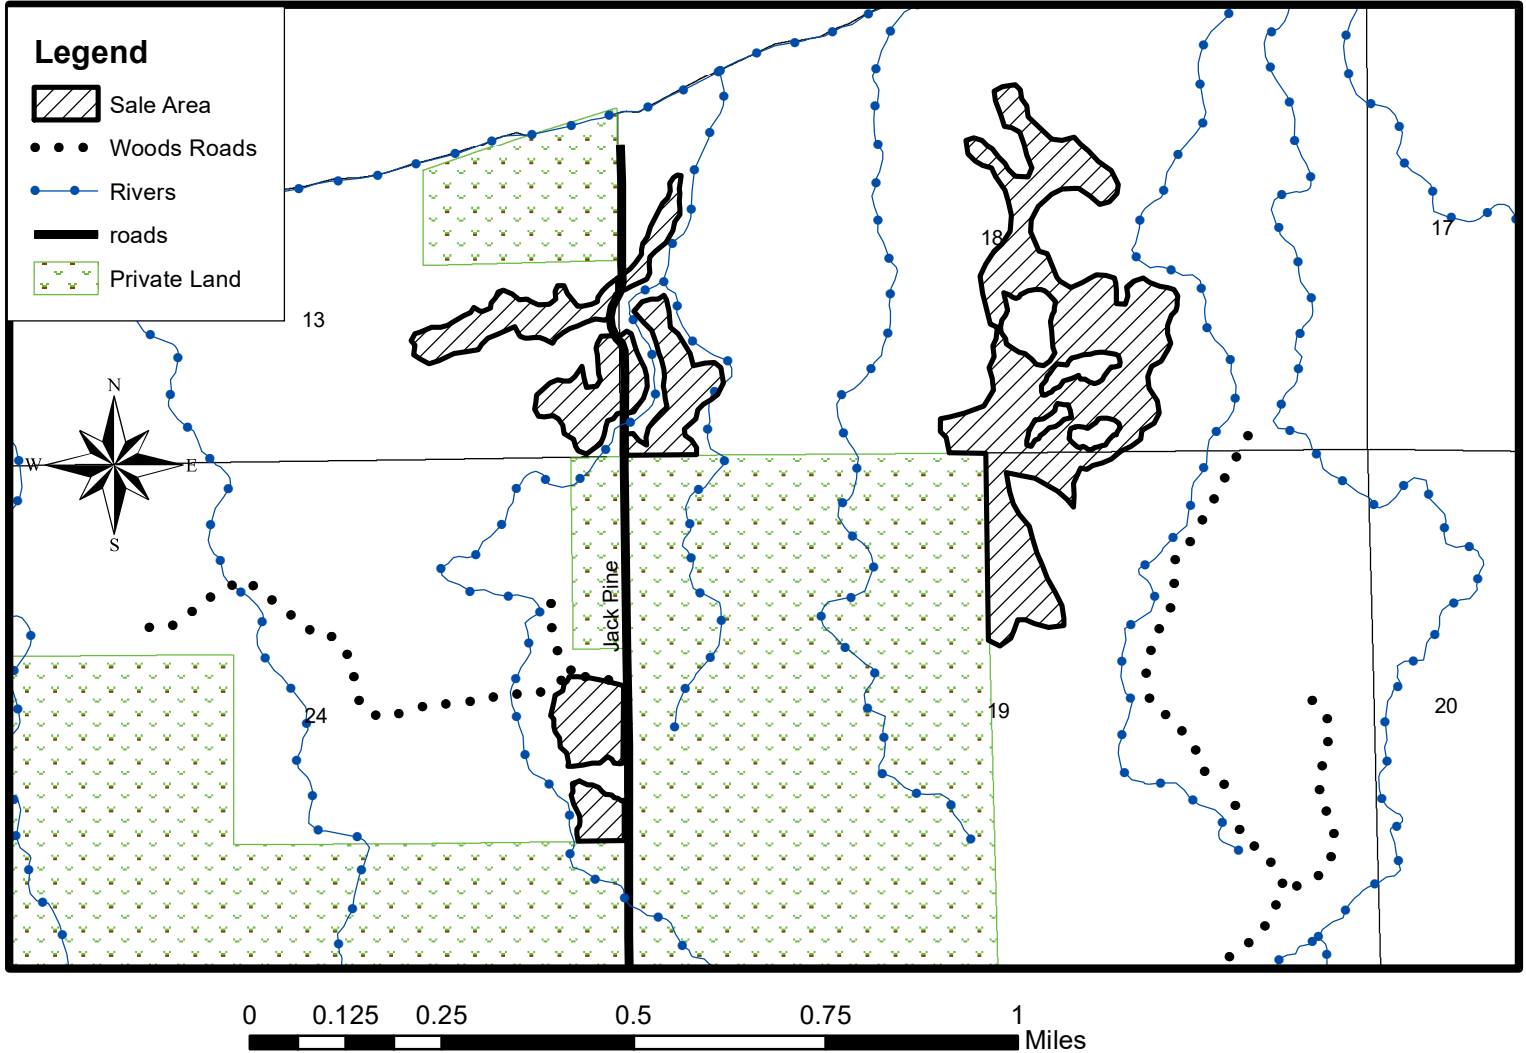 Legend
Sale Area
Woods Roads
Rivers
roads
Private Land
13
18
17
N
W
E
S
Jack Pine
24
19
20
0 0.125 0.25 0.5 0.75 1
Miles